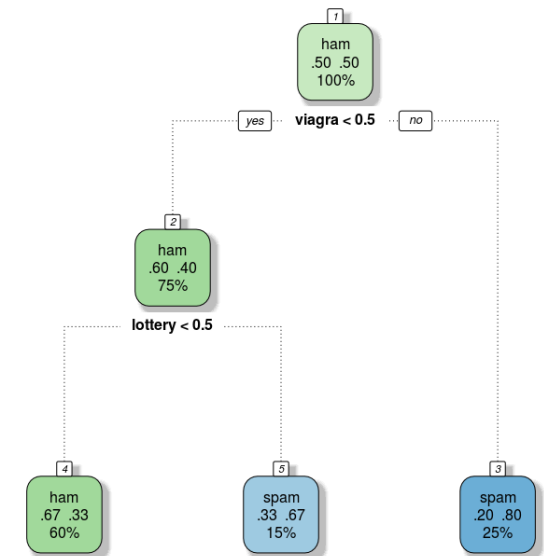 1
ham
.50 .50
100%
yes viagra < 0.5 no
2
ham
.60 .40
75%
lottery < 0.5
4 5 3
ham spam spam
.67 .33 .33 .67 .20 .80
60% 15% 25%